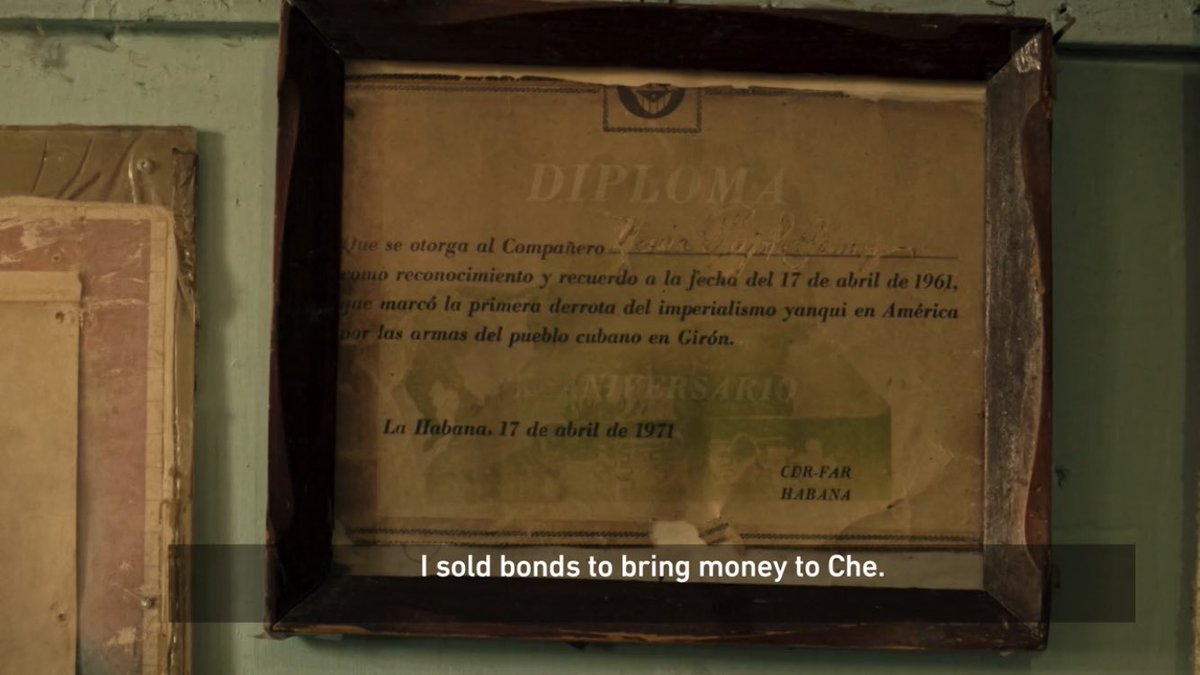 DIPLOMA
Que se otorga al Compañero
como reconocimiento y recuerdo a la fecha del 17 de abril de 1961,
que marcó la primera derrota del imperialismo yanqui en América
por las armas del pueblo cubano en Girón.
X ANIVERSARIO
La Habana, 17 de abril de 1971
CDR-FAR
HABANA
I sold bonds to bring money to Che.